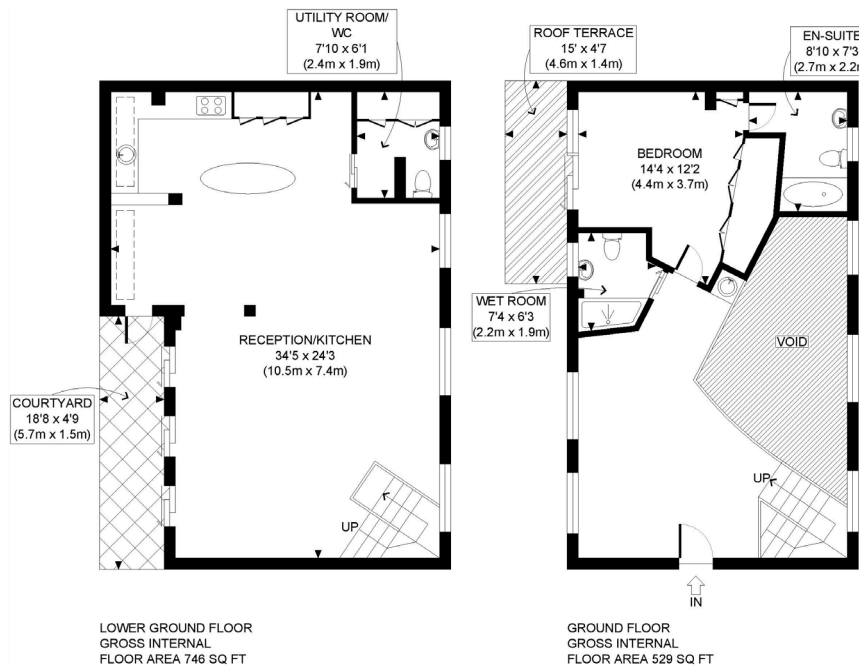 UTILITY ROOM/
WC
7'10 x 6'1
(2.4m x 1.9m)
ROOF TERRACE
15' x 4'7
(4.6m x 1.4m)
EN-SUITE
8'10 x 7'3
(2.7m x 2.2m
BEDROOM
14'4 x 12'2
(4.4m x 3.7m)
WET ROOM
7'4 x 6'3
(2.2m x 1.9m)
RECEPTION/KITCHEN
34'5 x 24'3
(10.5m x 7.4m)
VOID
COURTYARD
18'8 x 4'9
(5.7m x 1.5m)
UP
UP
IN
LOWER GROUND FLOOR
GROSS INTERNAL
FLOOR AREA 746 SQ FT
GROUND FLOOR
GROSS INTERNAL
FLOOR AREA 529 SQ FT